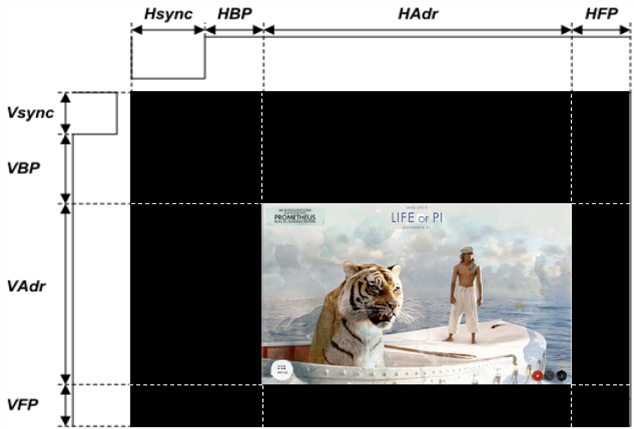 Hsync HBP HAdr HFP
Vsync
VBP
VAdr
VFP
PROMETHEUS
LIFE OF PI